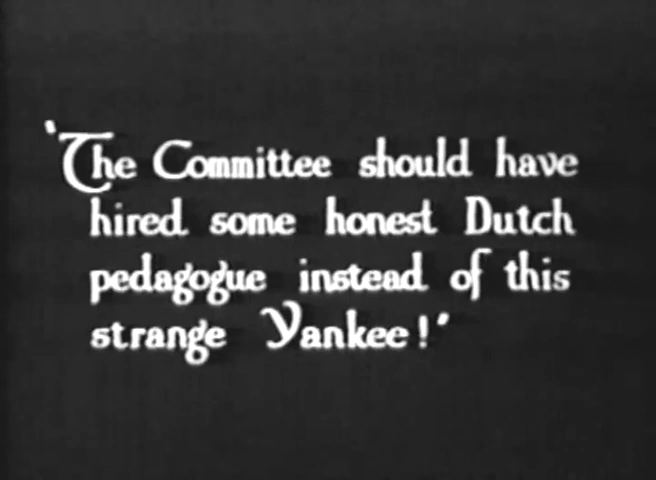 'The Committee should have
hired some honest Dutch
pedagogue instead of this
strange Yankee!'